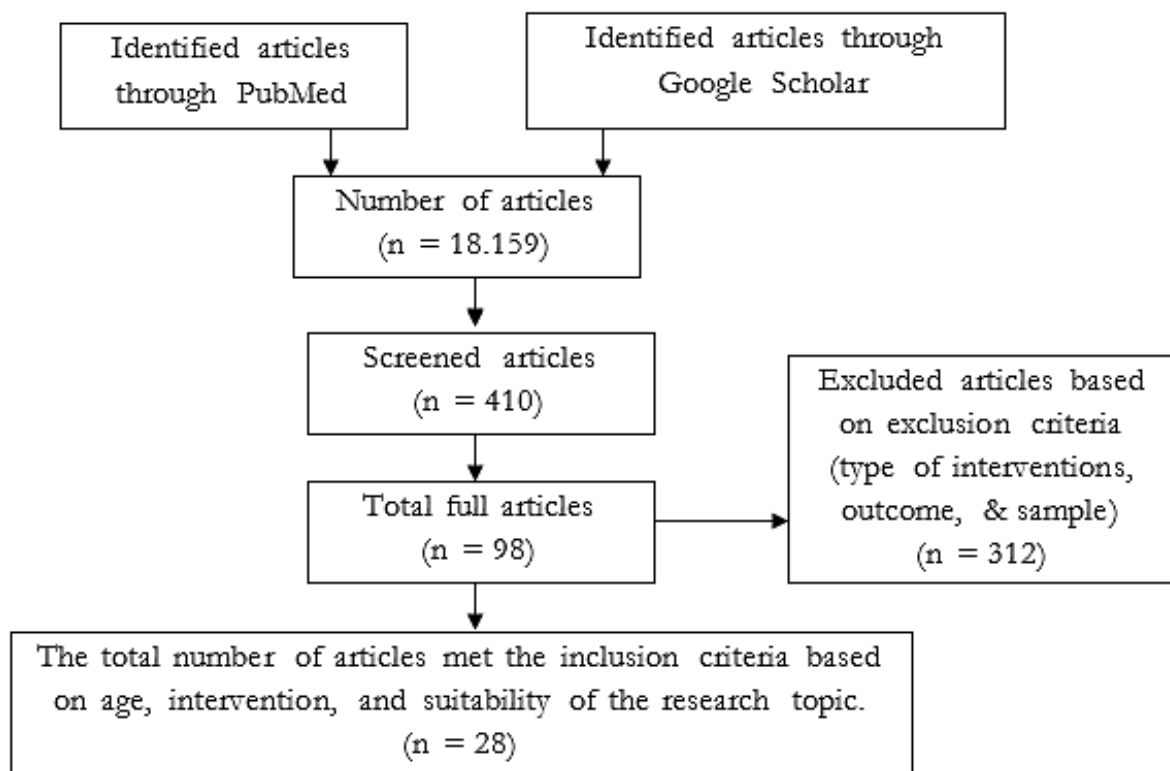 Identified articles
through PubMed
Identified articles through
Google Scholar
Number of articles
(n = 18.159)
Screened articles
(n = 410)
Excluded articles based
on exclusion criteria
(type of interventions,
outcome, & sample)
(n = 312)
Total full articles
(n = 98)
The total number of articles met the inclusion criteria based
on age, intervention, and suitability of the research topic.
(n = 28)